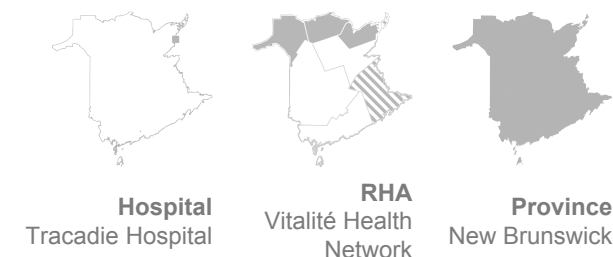 Hospital
Tracadie Hospital
RHA
Vitalité Health
Network
Province
New Brunswick